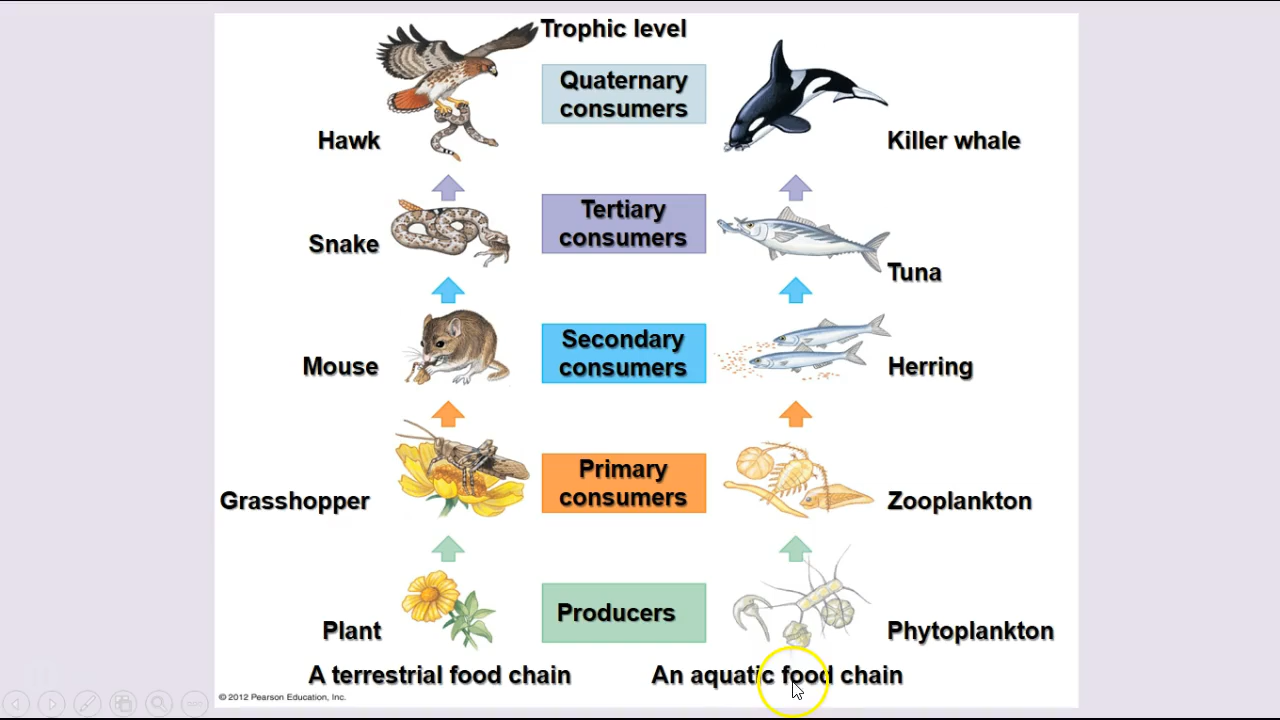 Trophic level
Quaternary
consumers
Hawk
Killer whale
Tertiary
consumers
Snake
Tuna
Secondary
consumers
Mouse
Herring
Primary
consumers
Grasshopper
Zooplankton
Producers
Plant
Phytoplankton
A terrestrial food chain
An aquatic food chain
© 2012 Pearson Education, Inc.